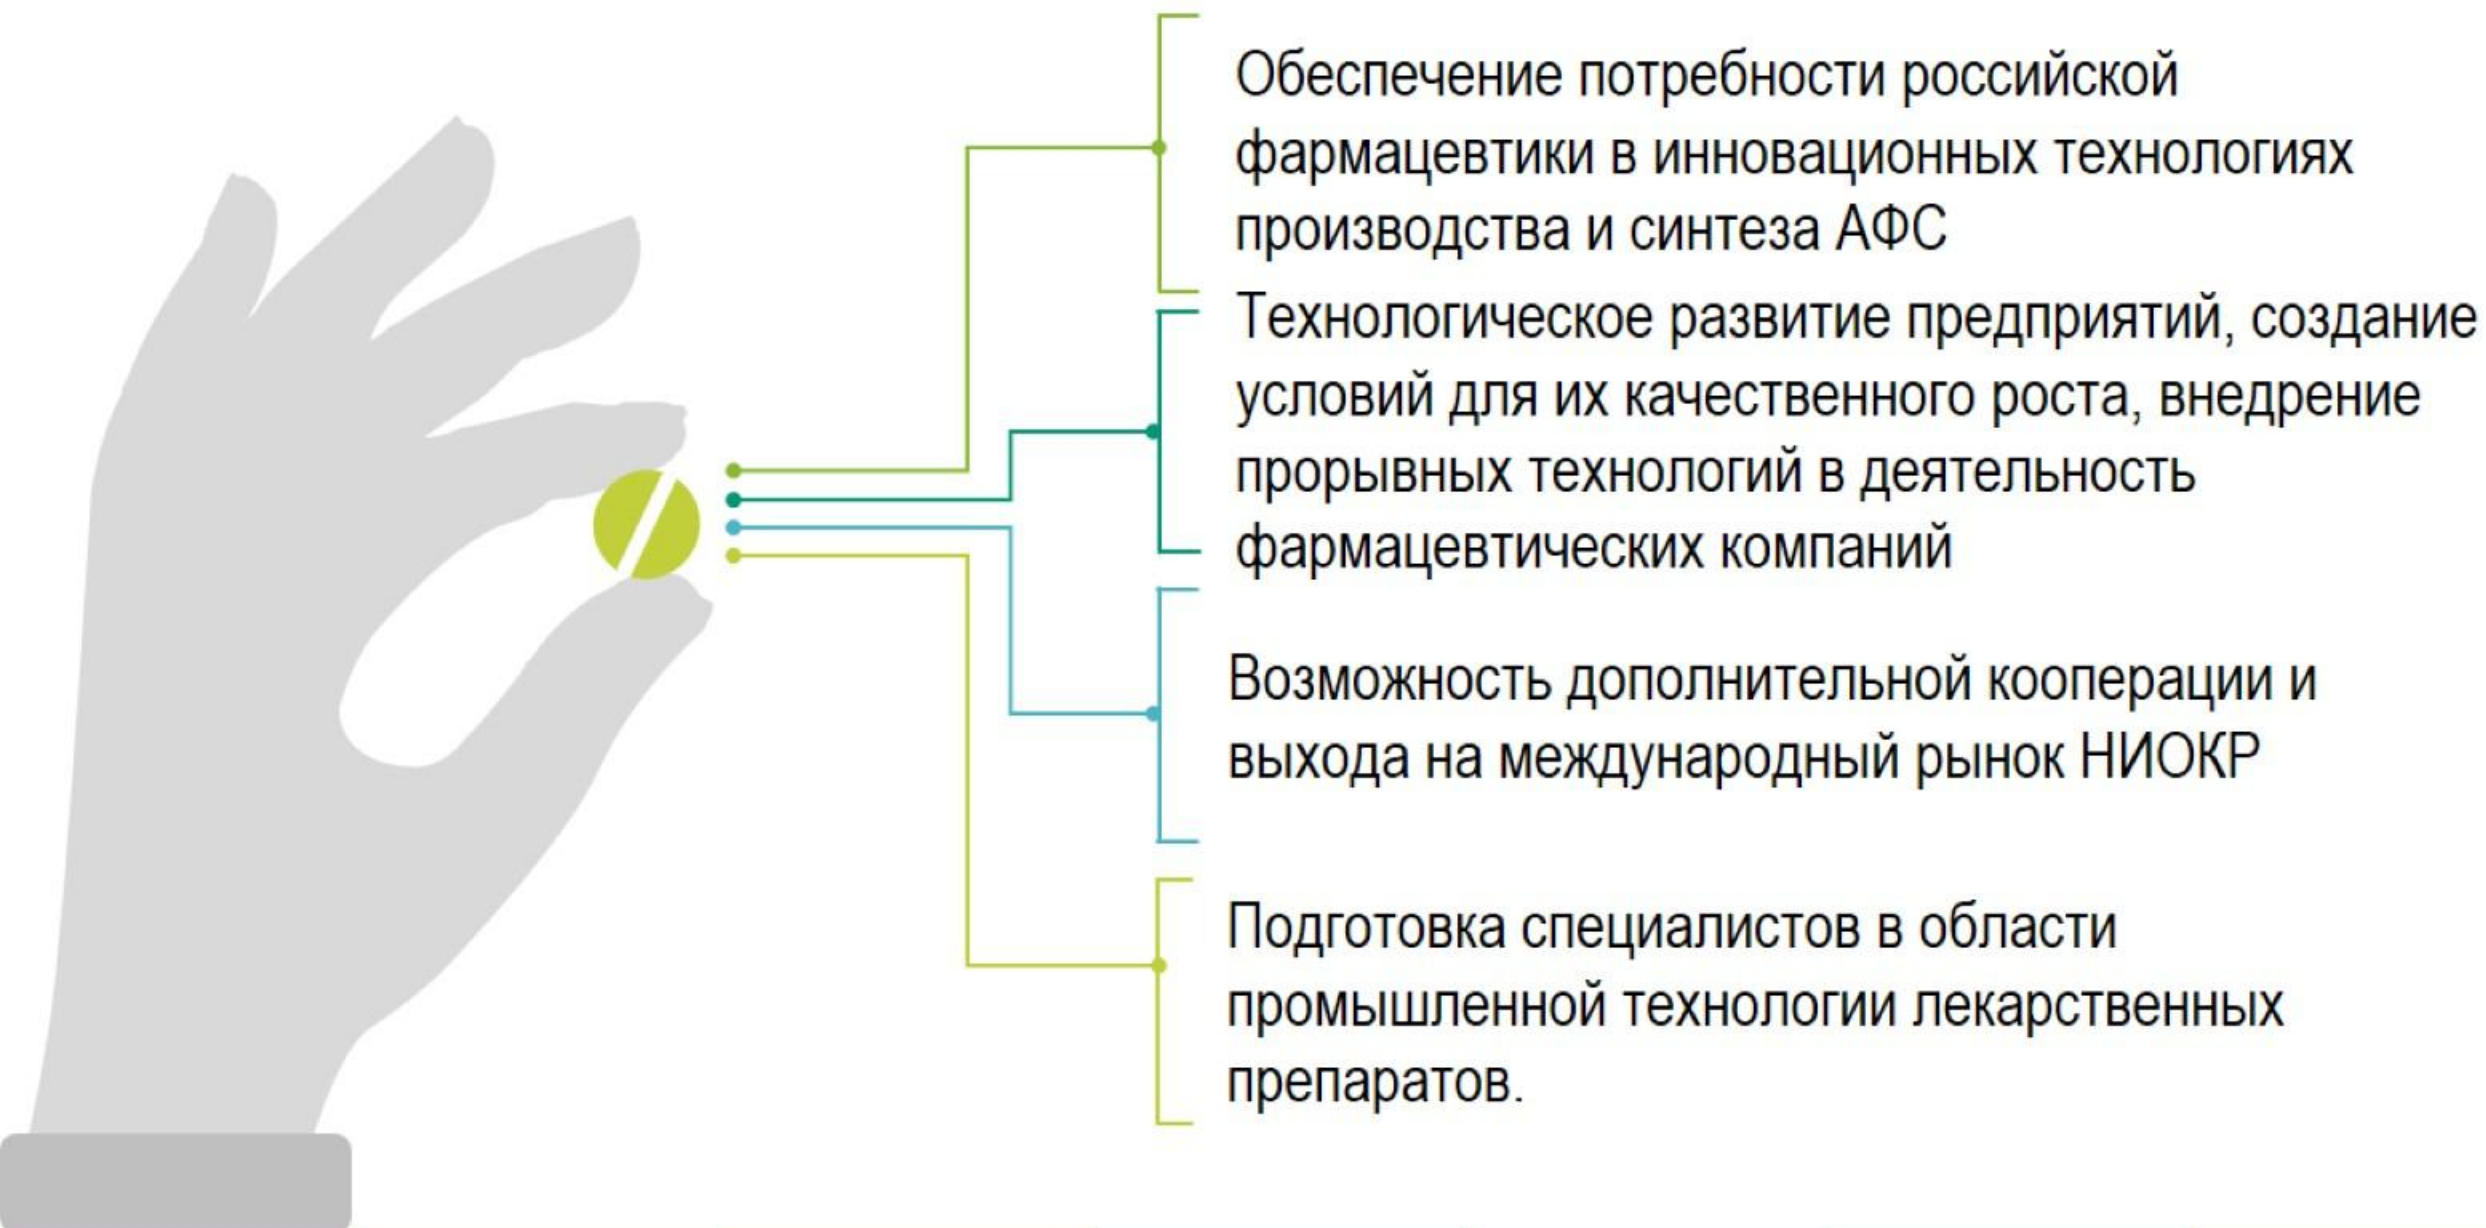 Обеспечение потребности российской
фармацевтики в инновационных технологиях
производства и синтеза АФС
Технологическое развитие предприятий, создание
условий для их качественного роста, внедрение
прорывных технологий в деятельность
фармацевтических компаний
Возможность дополнительной кооперации и
выхода на международный рынок НИОКР
Подготовка специалистов в области
промышленной технологии лекарственных
препаратов.